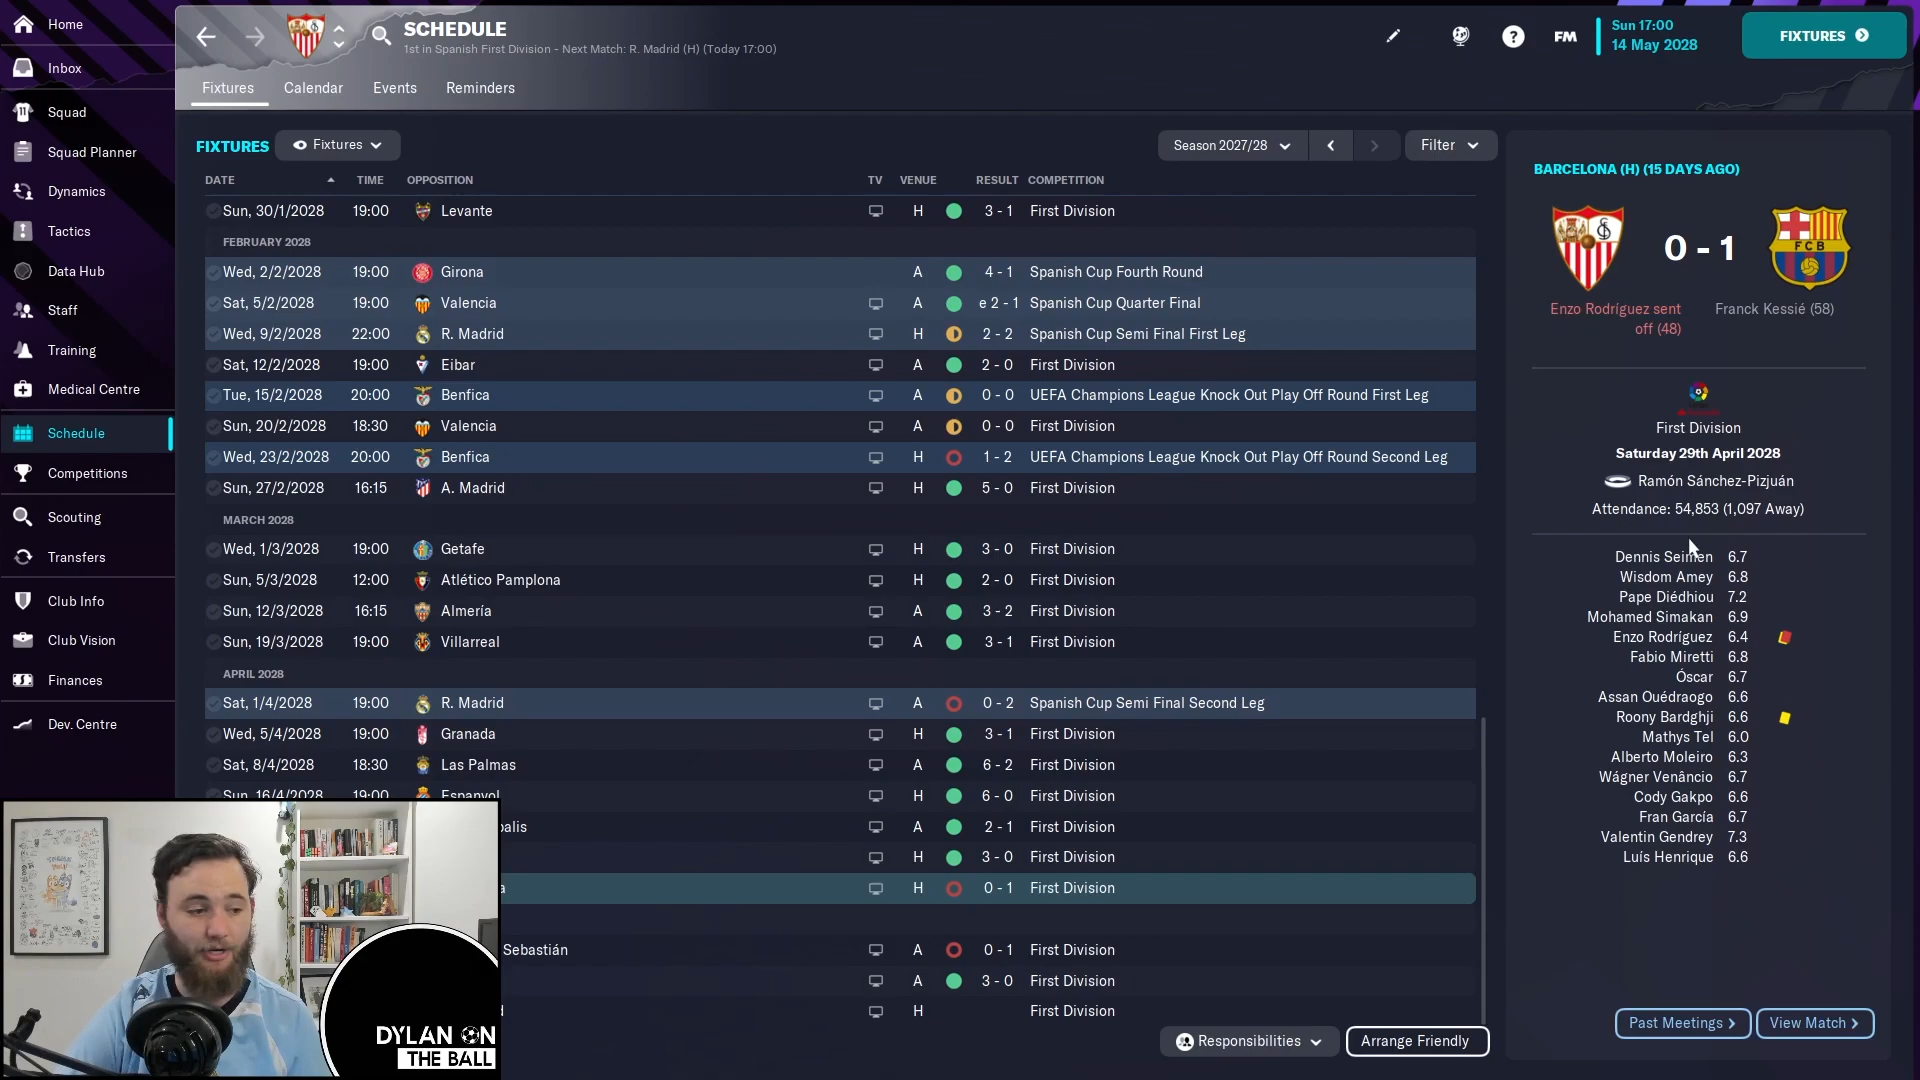 Home
Inbox
Squad
Squad Planner
Dynamics
Tactics
Data Hub
Staff
Training
Medical Centre
Schedule
Competitions
Scouting
Transfers
Club Info
Club Vision
Finances
Dev. Centre
SCHEDULE
1st in Spanish First Division - Next Match: R. Madrid (H) (Today 17:00)
FM
Sun 17:00
14 May 2028
FIXTURES
Fixtures Calendar Events Reminders
FIXTURES Fixtures Season 2027/28 Filter
DATE TIME OPPOSITION TV VENUE RESULT COMPETITION
Sun, 30/1/2028 19:00 Levante H 3 - 1 First Division
FEBRUARY 2028
Wed, 2/2/2028 19:00 Girona A 4 - 1 Spanish Cup Fourth Round
Sat, 5/2/2028 19:00 Valencia A e 2 - 1 Spanish Cup Quarter Final
Wed, 9/2/2028 22:00 R. Madrid H 2 - 2 Spanish Cup Semi Final First Leg
Sat, 12/2/2028 19:00 Eibar A 2 - 0 First Division
Tue, 15/2/2028 20:00 Benfica A 0 - 0 UEFA Champions League Knock Out Play Off Round First Leg
Sun, 20/2/2028 18:30 Valencia A 0 - 0 First Division
Wed, 23/2/2028 20:00 Benfica H 1 - 2 UEFA Champions League Knock Out Play Off Round Second Leg
Sun, 27/2/2028 16:15 A. Madrid H 5 - 0 First Division
MARCH 2028
Wed, 1/3/2028 19:00 Getafe H 3 - 0 First Division
Sun, 5/3/2028 12:00 Atlético Pamplona H 2 - 0 First Division
Sun, 12/3/2028 16:15 Almería A 3 - 2 First Division
Sun, 19/3/2028 19:00 Villarreal A 3 - 1 First Division
APRIL 2028
Sat, 1/4/2028 19:00 R. Madrid A 0 - 2 Spanish Cup Semi Final Second Leg
Wed, 5/4/2028 19:00 Granada H 3 - 1 First Division
Sat, 8/4/2028 18:30 Las Palmas A 6 - 2 First Division
Sun, 16/4/2028 19:00 Espanyol H 6 - 0 First Division
palis A 2 - 1 First Division
H 3 - 0 First Division
a H 0 - 1 First Division
Sebastián A 0 - 1 First Division
A 3 - 0 First Division
d H First Division
Responsibilities Arrange Friendly
BARCELONA (H) (15 DAYS AGO)
0 - 1
FCB
Enzo Rodríguez sent
off (48)
Franck Kessié (58)
First Division
Saturday 29th April 2028
Ramón Sánchez-Pizjuán
Attendance: 54,853 (1,097 Away)
Dennis Seimen 6.7
Wisdom Amey 6.8
Pape Diédhiou 7.2
Mohamed Simakan 6.9
Enzo Rodríguez 6.4
Fabio Miretti 6.8
Óscar 6.7
Assan Ouédraogo 6.6
Roony Bardghji 6.6
Mathys Tel 6.0
Alberto Moleiro 6.3
Wágner Venâncio 6.7
Cody Gakpo 6.6
Fran García 6.7
Valentin Gendrey 7.3
Luís Henrique 6.6
Past Meetings View Match
DYLAN ON
THE BALL